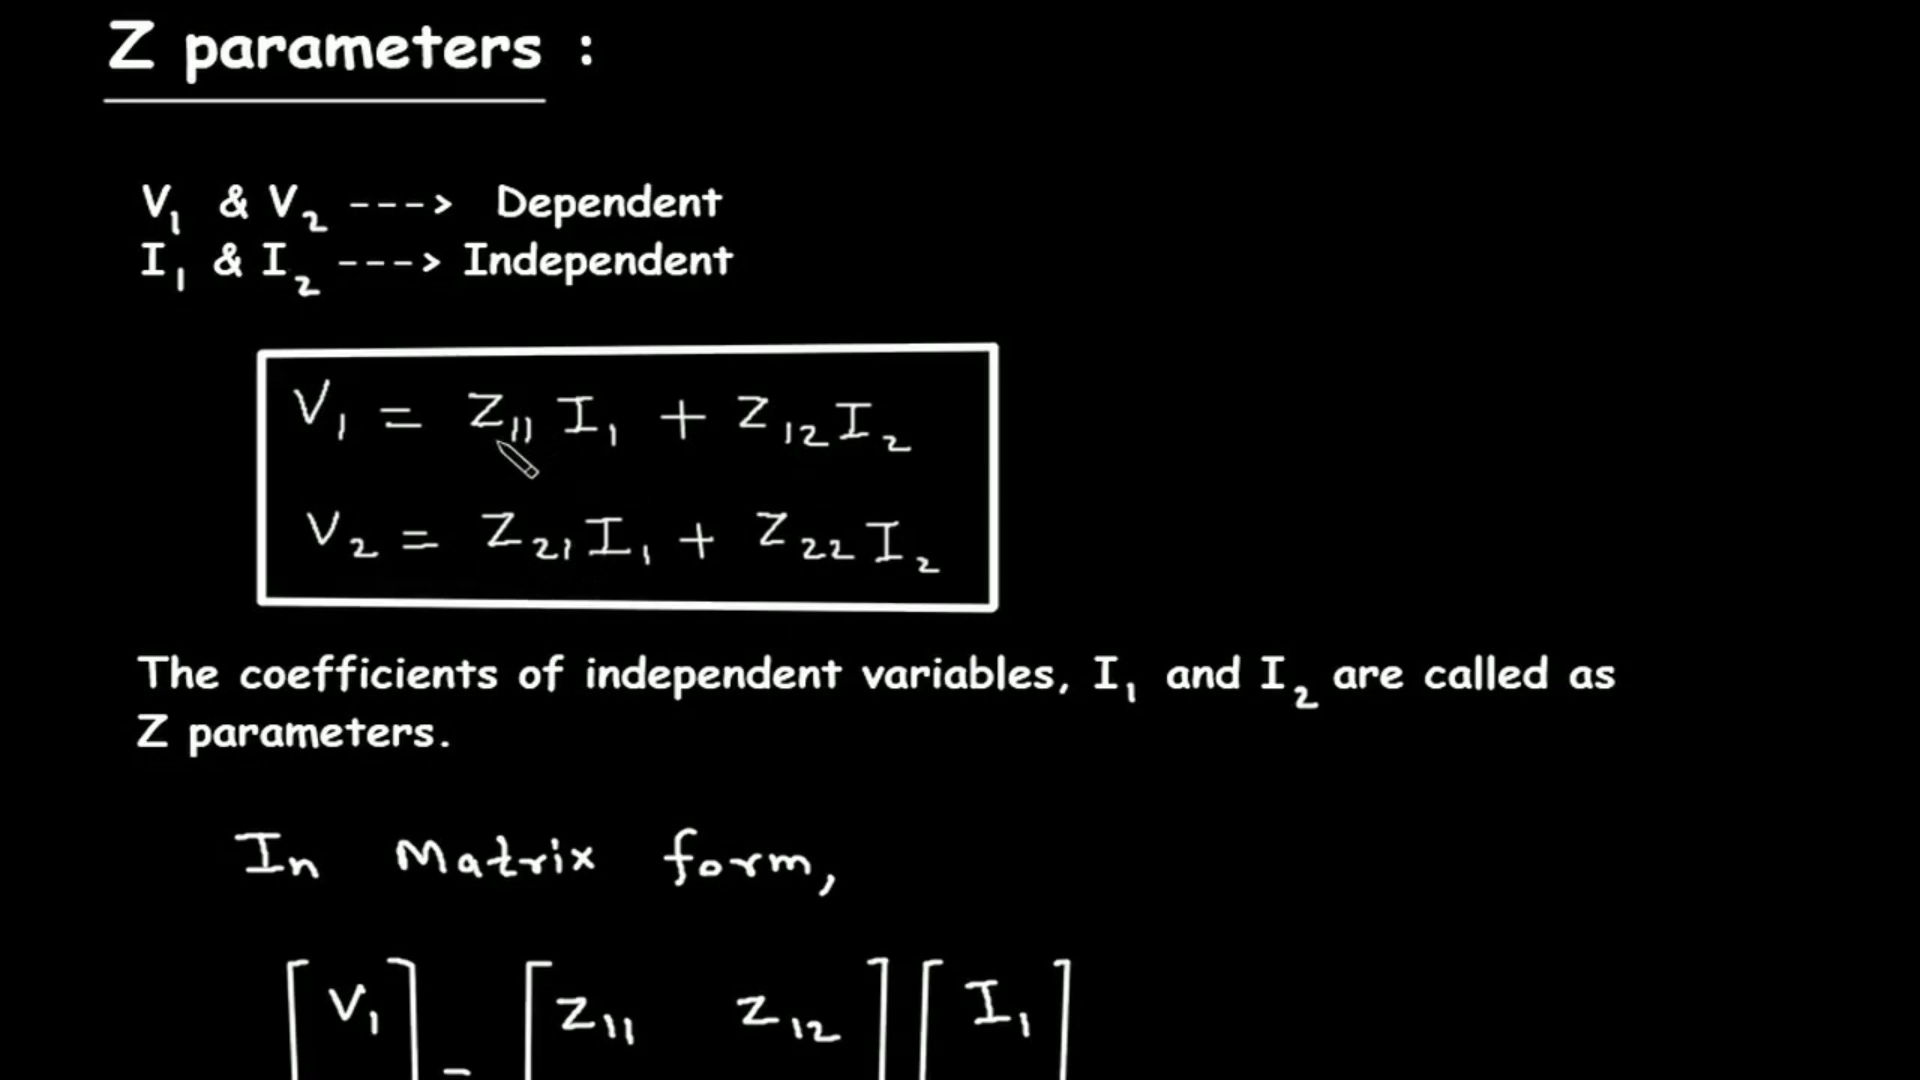 Z parameters :
V₁ & V₂ ---> Dependent
I₁ & I₂ ---> Independent
V₁ = Z₁₁ I₁ + Z₁₂ I₂
V₂ = Z₂₁ I₁ + Z₂₂ I₂
The coefficients of independent variables, I₁ and I₂ are called as
Z parameters.
In Matrix form,
[V₁] = [Z₁₁ Z₁₂] [I₁]